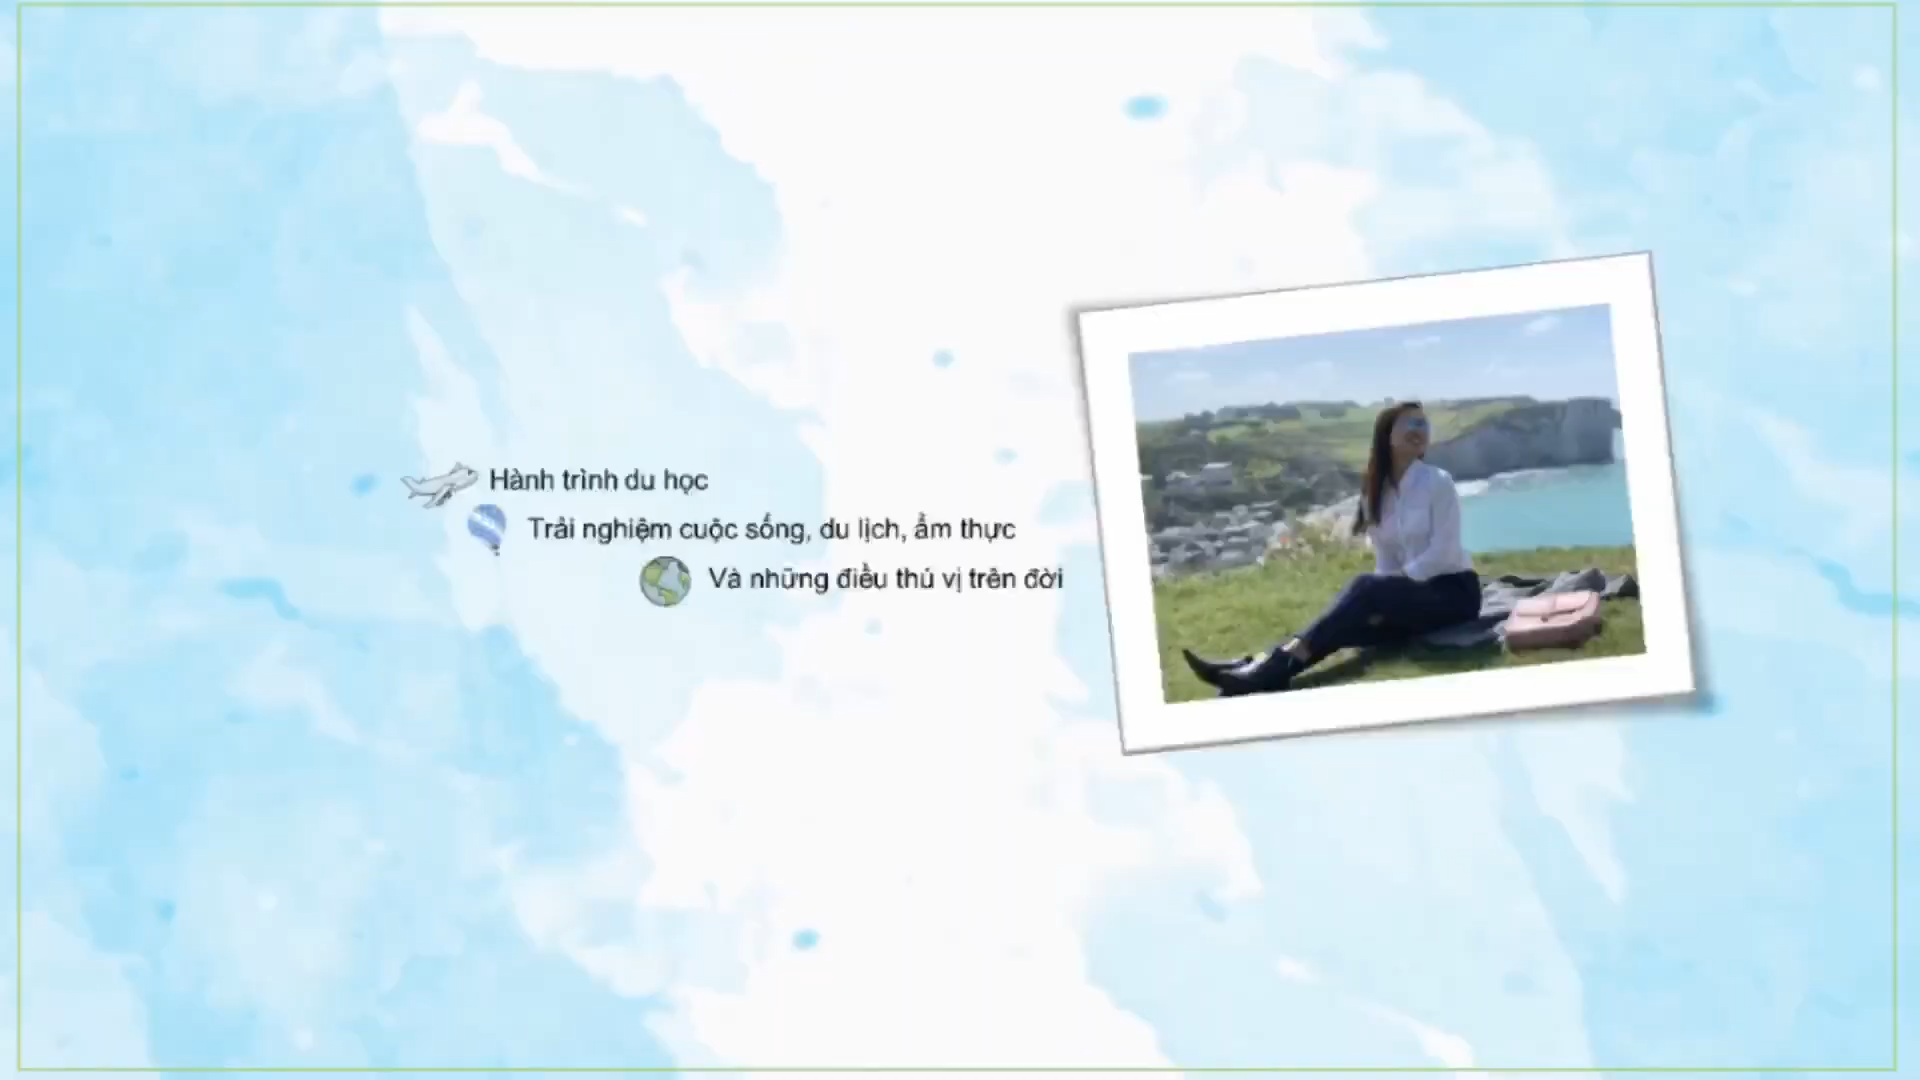 Hành trình du học
Trải nghiệm cuộc sống, du lịch, ẩm thực
Và những điều thú vị trên đời